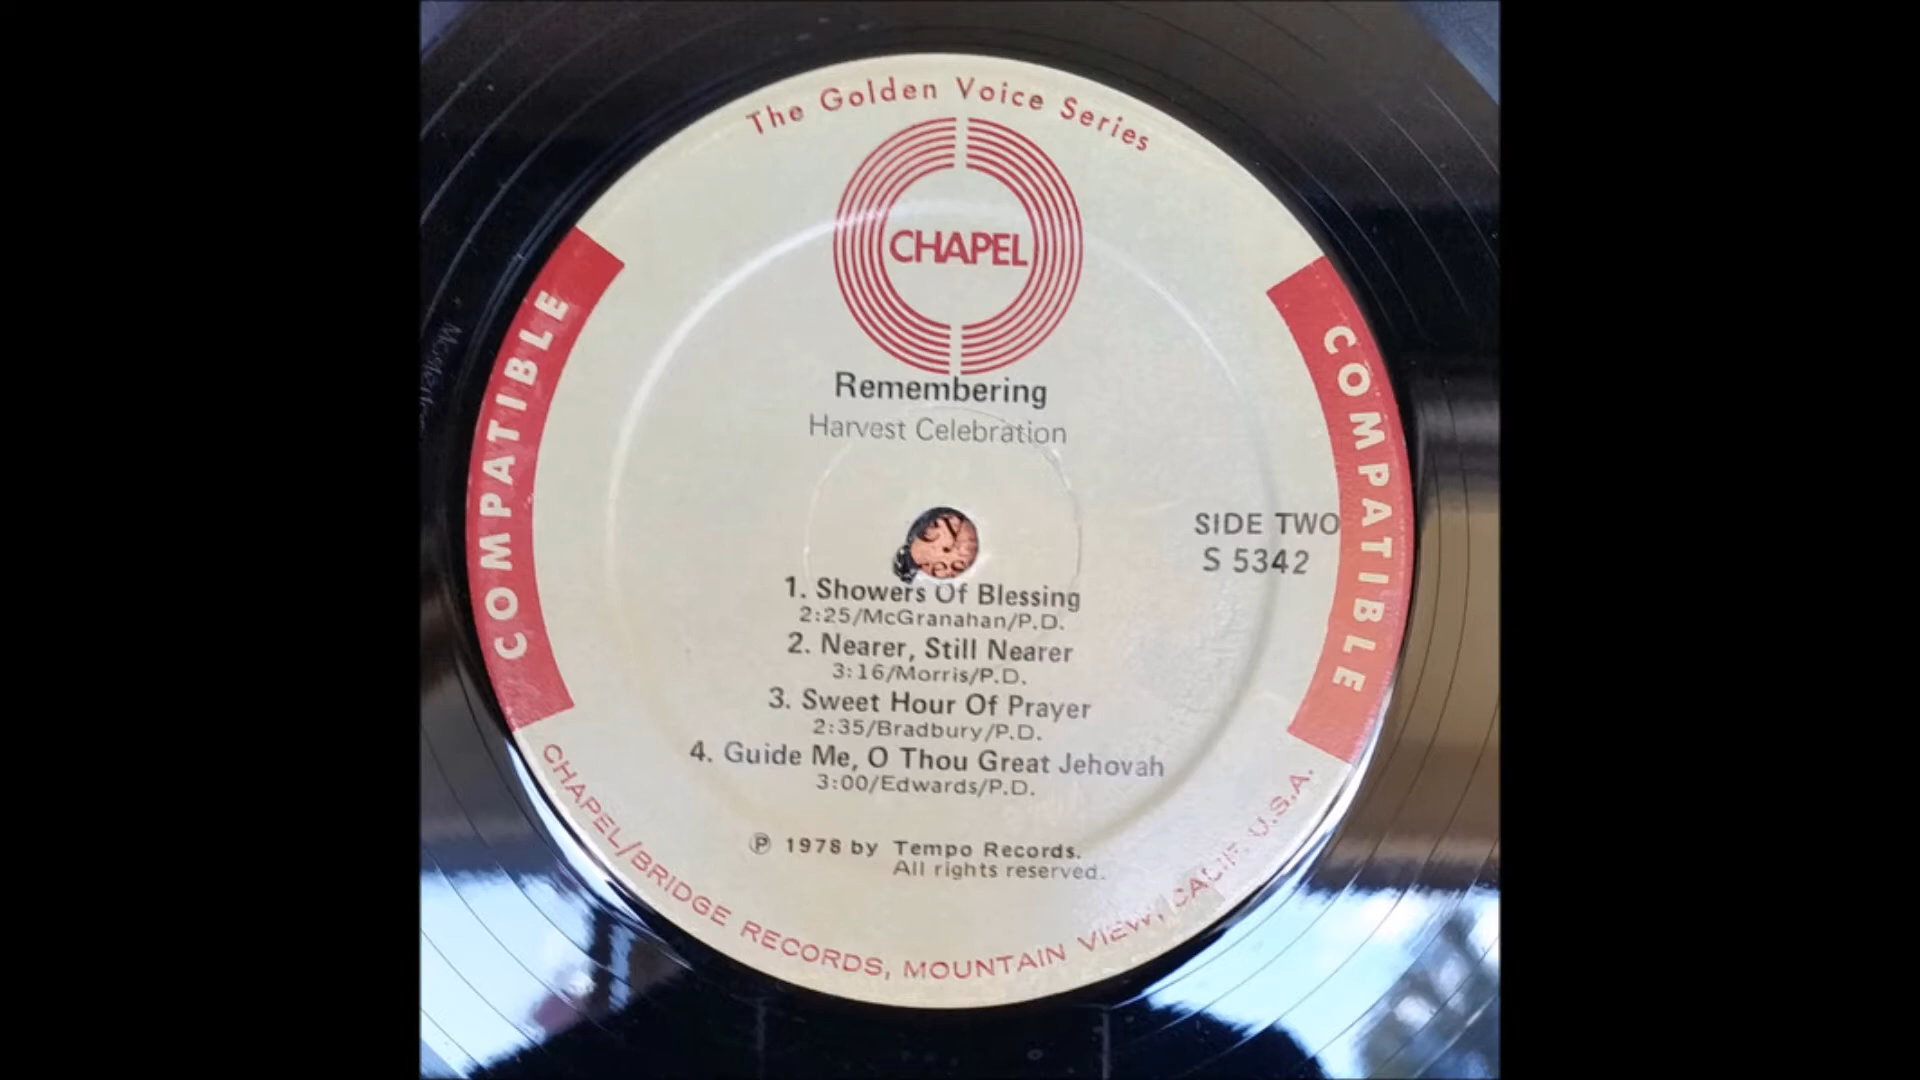 The Golden Voice Series
CHAPEL
Remembering
Harvest Celebration
COMPATIBLE
COMPATIBLE
SIDE TWO
S 5342
1. Showers Of Blessing
2:25/McGranahan/P.D.
2. Nearer, Still Nearer
3:16/Morris/P.D.
3. Sweet Hour Of Prayer
2:35/Bradbury/P.D.
4. Guide Me, O Thou Great Jehovah
3:00/Edwards/P.D.
℗ 1978 by Tempo Records.
All rights reserved.
CHAPEL/BRIDGE RECORDS, MOUNTAIN VIEW, CALIF. U.S.A.